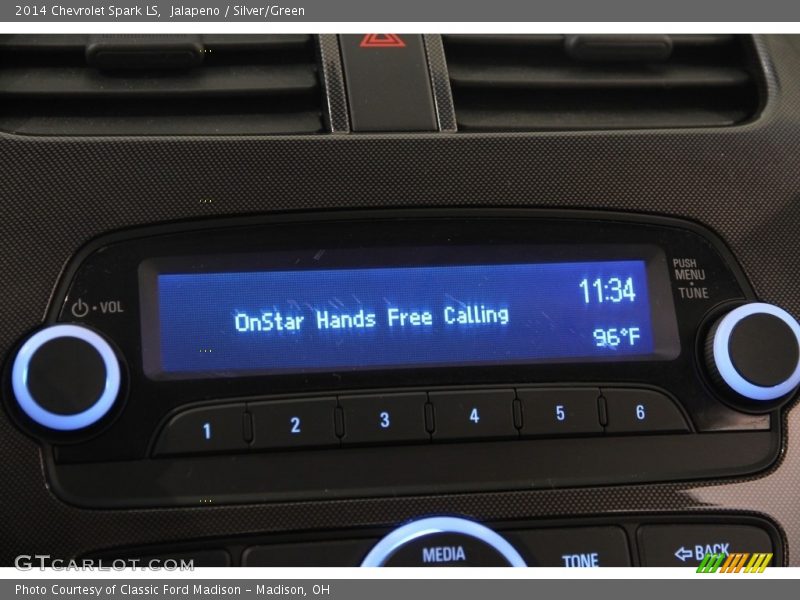 2014 Chevrolet Spark LS,  Jalapeno / Silver/Green
PUSH
MENU
TUNE
VOL
11:34
OnStar Hands Free Calling
96°F
1 2 3 4 5 6
MEDIA
TONE
BACK
GTCARLOT.COM
Photo Courtesy of Classic Ford Madison - Madison, OH